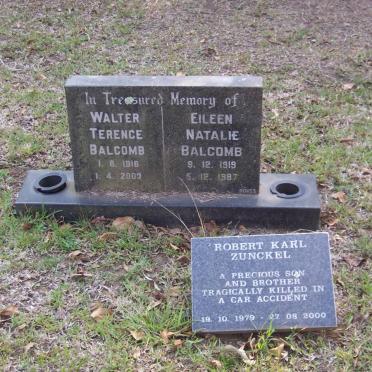 In Treasured Memory of
WALTER
TERENCE
BALCOMB
1. 8. 1916
1. 4. 2003
EILEEN
NATALIE
BALCOMB
9. 12. 1919
5. 12. 1987
ROBERT KARL
ZUNCKEL
A PRECIOUS SON
AND BROTHER
TRAGICALLY KILLED IN
A CAR ACCIDENT
19. 10. 1979 - 27. 08. 2000